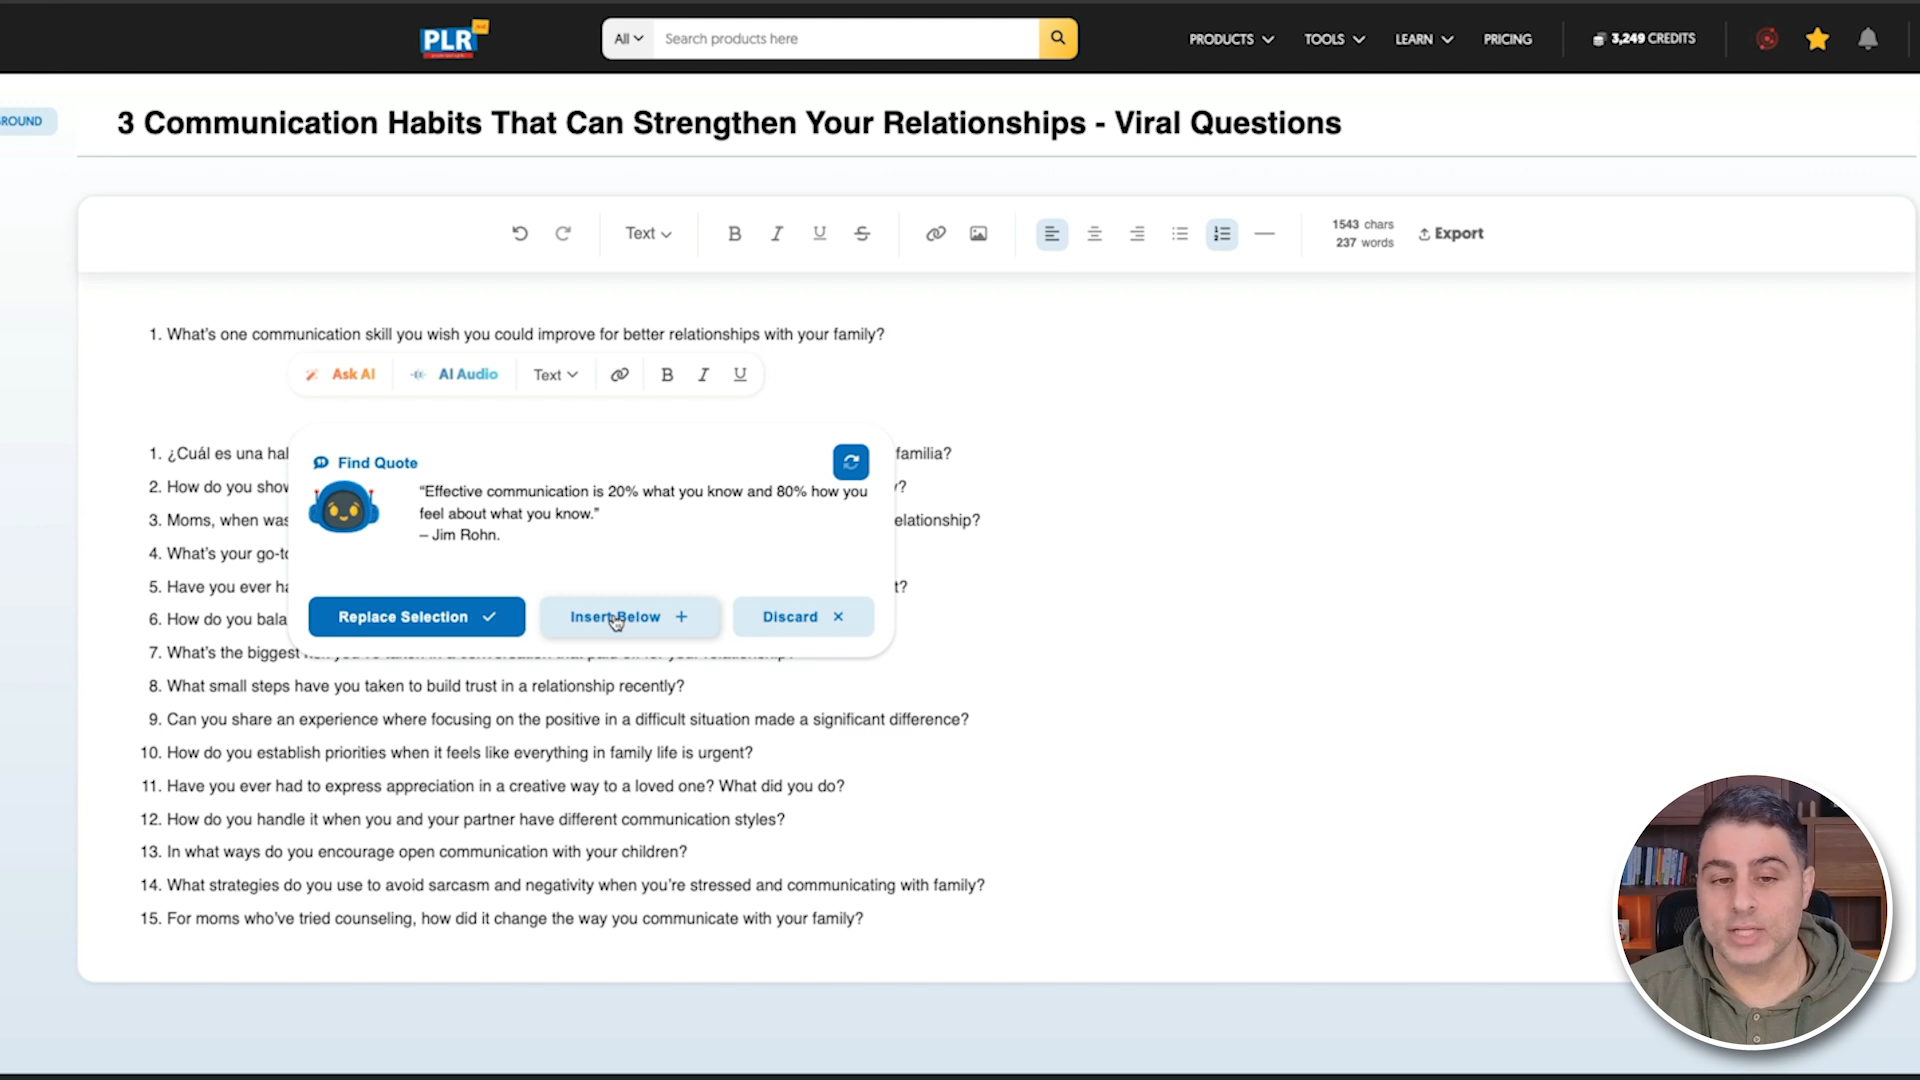 PLR
All
Search products here
PRODUCTS
TOOLS
LEARN
PRICING
3,249 CREDITS
ROUND
3 Communication Habits That Can Strengthen Your Relationships - Viral Questions
Text
B I U S
1543 chars
237 words
Export
1. What's one communication skill you wish you could improve for better relationships with your family?
Ask AI
AI Audio
Text
B I U
1. ¿Cuál es una hal
familia?
2. How do you show
?
3. Moms, when was
elationship?
4. What's your go-to
5. Have you ever ha
t?
6. How do you bala
7. What's the biggest
Find Quote
“Effective communication is 20% what you know and 80% how you
feel about what you know.”
– Jim Rohn.
Replace Selection
Insert Below +
Discard
8. What small steps have you taken to build trust in a relationship recently?
9. Can you share an experience where focusing on the positive in a difficult situation made a significant difference?
10. How do you establish priorities when it feels like everything in family life is urgent?
11. Have you ever had to express appreciation in a creative way to a loved one? What did you do?
12. How do you handle it when you and your partner have different communication styles?
13. In what ways do you encourage open communication with your children?
14. What strategies do you use to avoid sarcasm and negativity when you're stressed and communicating with family?
15. For moms who've tried counseling, how did it change the way you communicate with your family?